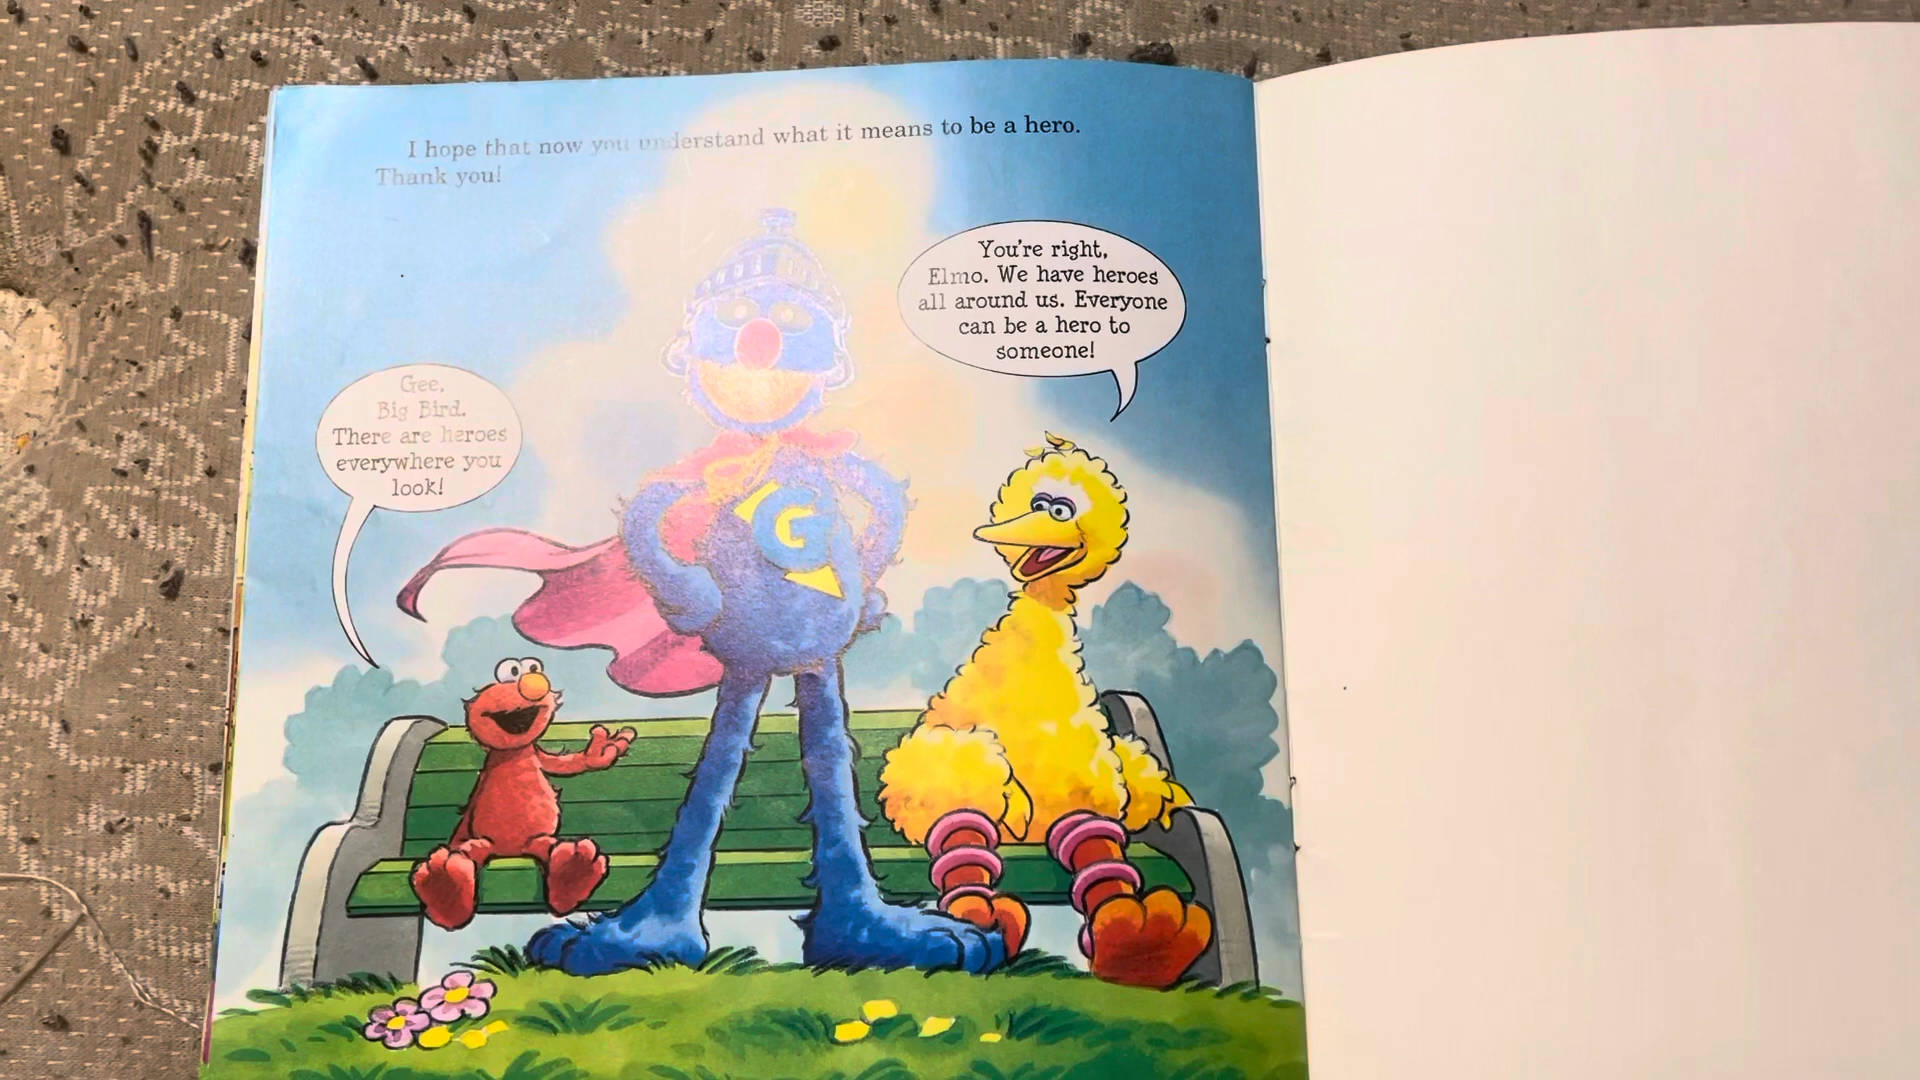 I hope that now you understand what it means to be a hero.
Thank you!
You're right,
Elmo. We have heroes
all around us. Everyone
can be a hero to
someone!
Gee,
Big Bird.
There are heroes
everywhere you
look!
G